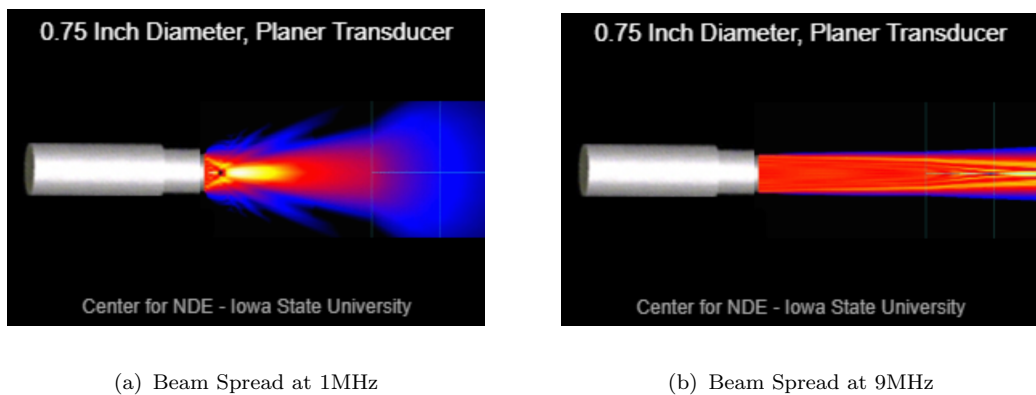 0.75 Inch Diameter, Planer Transducer
Center for NDE - Iowa State University
(a) Beam Spread at 1MHz
0.75 Inch Diameter, Planer Transducer
Center for NDE - Iowa State University
(b) Beam Spread at 9MHz